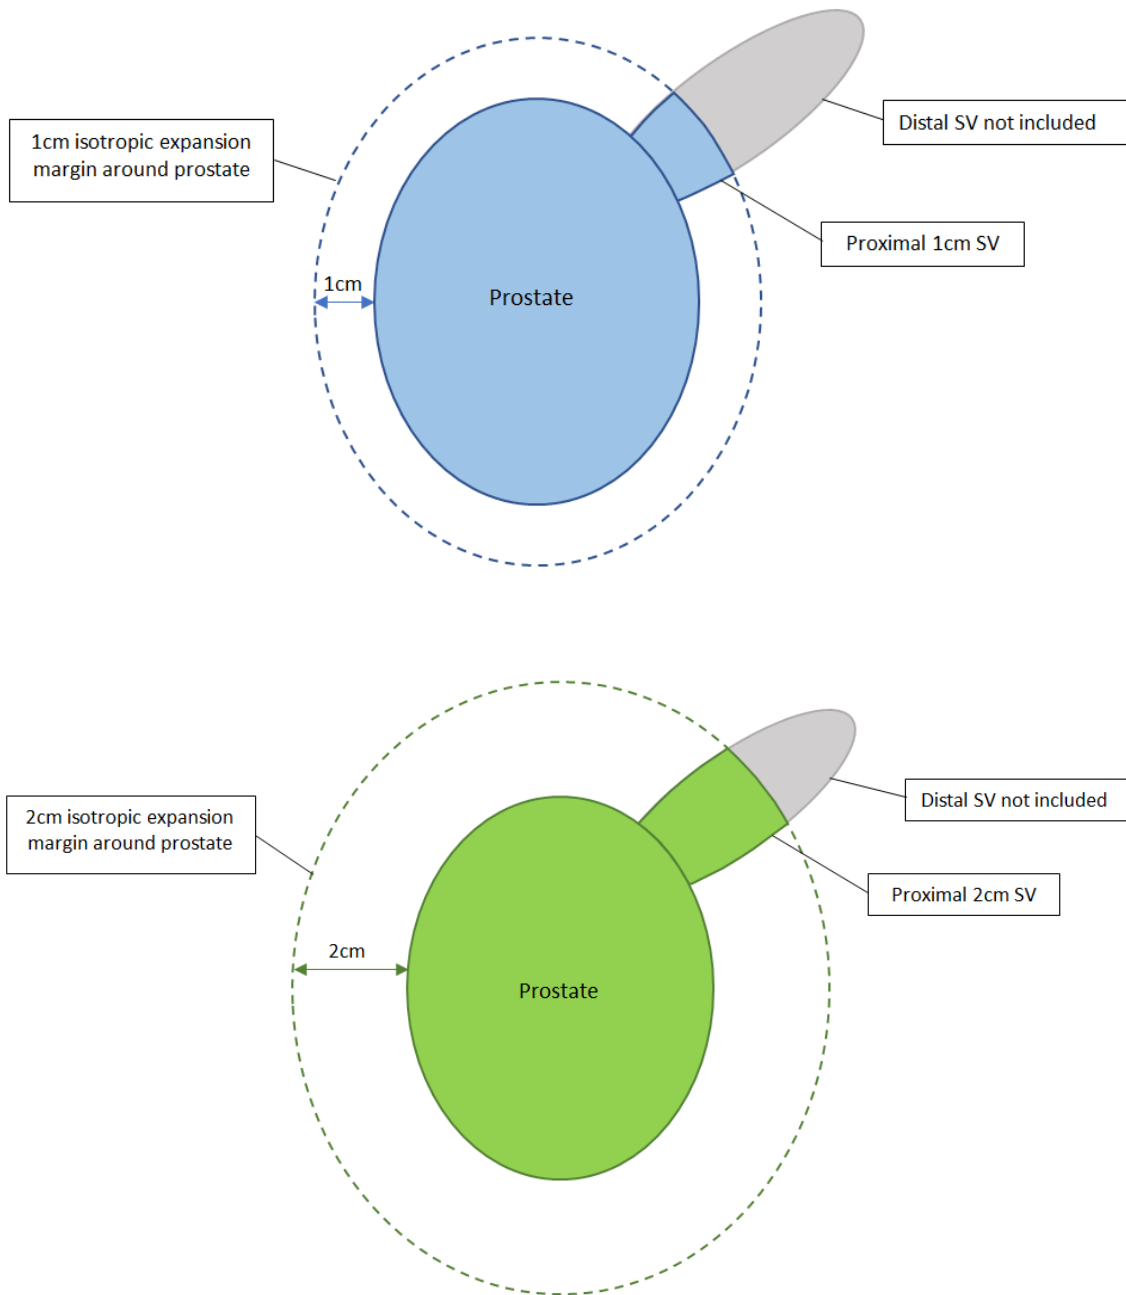 1cm isotropic expansion
margin around prostate
Distal SV not included
Proximal 1cm SV
1cm
Prostate
2cm isotropic expansion
margin around prostate
Distal SV not included
Proximal 2cm SV
2cm
Prostate